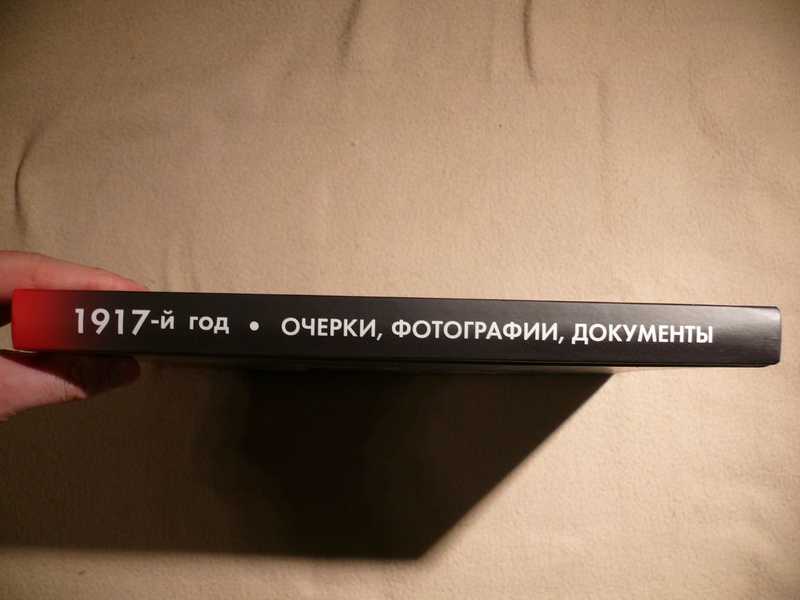 1917-й год • ОЧЕРКИ, ФОТОГРАФИИ, ДОКУМЕНТЫ